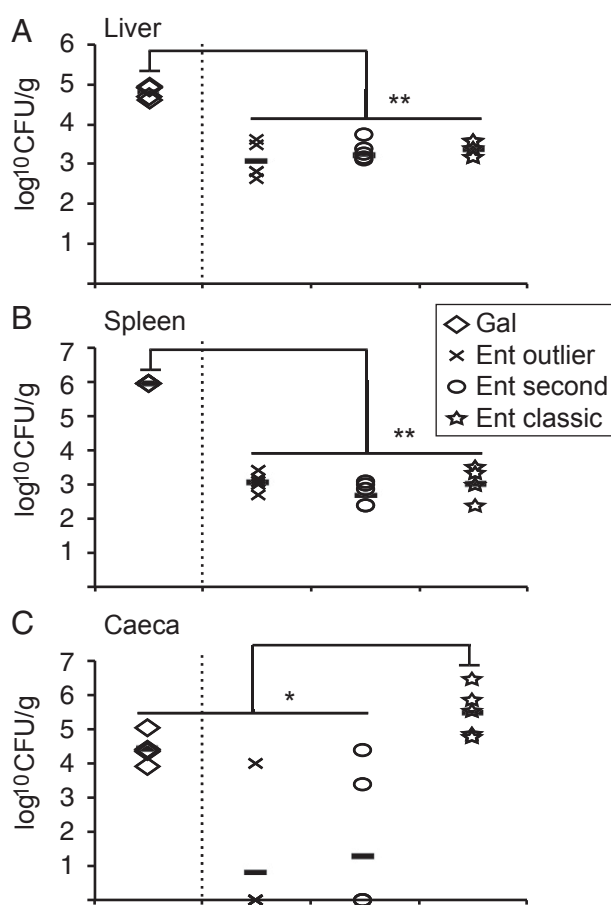 A Liver
6
5
4
3
2
1
log¹⁰CFU/g
**
B Spleen
7
6
5
4
3
2
1
log¹⁰CFU/g
**
Gal
Ent outlier
Ent second
Ent classic
C Caeca
7
6
5
4
3
2
1
log¹⁰CFU/g
*